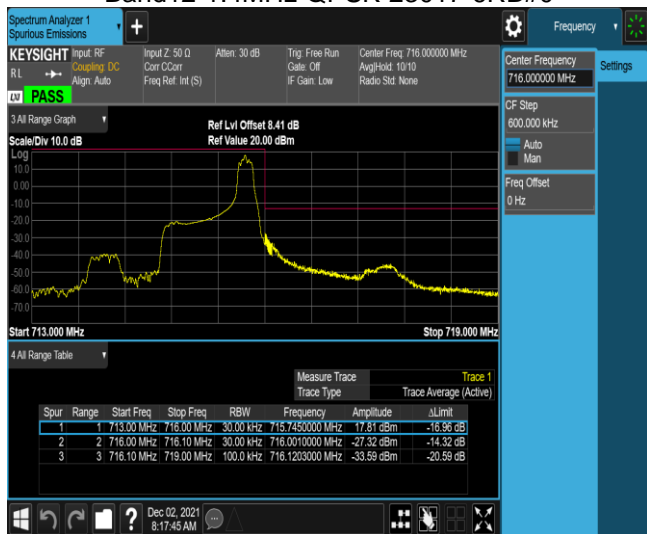 Spectrum Analyzer 1
Spurious Emissions
Frequency
KEYSIGHT
Input: RF
Coupling: DC
Align: Auto
Input Z: 50 Ω
Corr CCorr
Freq Ref: Int (S)
Atten: 30 dB
Trig: Free Run
Gate: Off
IF Gain: Low
Center Freq: 716.000000 MHz
Avg|Hold: 10/10
Radio Std: None
RL
LXI PASS
Center Frequency
716.000000 MHz
Settings
CF Step
600.000 kHz
Auto
Man
Freq Offset
0 Hz
3 All Range Graph
Ref Lvl Offset 8.41 dB
Scale/Div 10.0 dB
Ref Value 20.00 dBm
Log
10.0
0.00
-10.0
-20.0
-30.0
-40.0
-50.0
-60.0
-70.0
Start 713.000 MHz
Stop 719.000 MHz
4 All Range Table
Measure Trace Trace 1
Trace Type Trace Average (Active)
Spur Range Start Freq Stop Freq RBW Frequency Amplitude ΔLimit
1 1 713.00 MHz 716.00 MHz 30.00 kHz 715.7450000 MHz 17.81 dBm -16.96 dB
2 2 716.00 MHz 716.10 MHz 30.00 kHz 716.0010000 MHz -27.32 dBm -14.32 dB
3 3 716.10 MHz 719.00 MHz 100.0 kHz 716.1203000 MHz -33.59 dBm -20.59 dB
Dec 02, 2021
8:17:45 AM